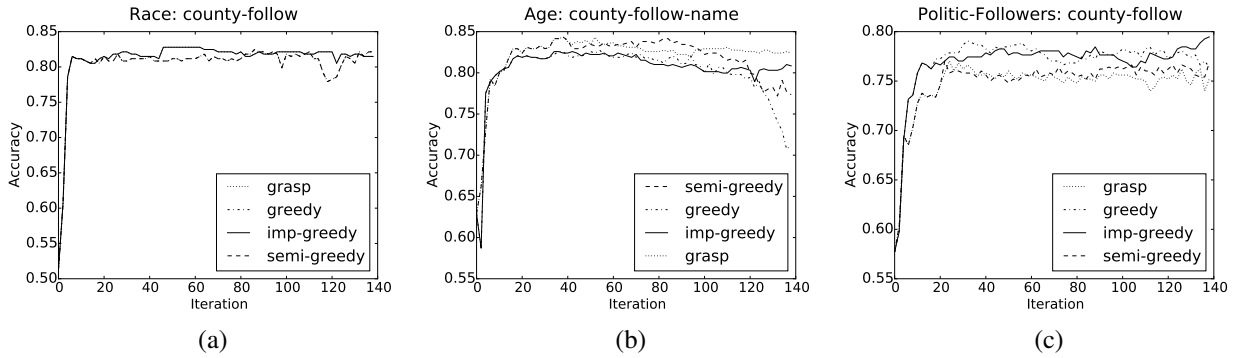 Race: county-follow
0.85
0.80
0.75
0.70
0.65
0.60
0.55
0.50
Accuracy
0 20 40 60 80 100 120 140
Iteration
grasp
greedy
imp-greedy
semi-greedy
(a)
Age: county-follow-name
0.85
0.80
0.75
0.70
0.65
0.60
0.55
Accuracy
0 20 40 60 80 100 120 140
Iteration
semi-greedy
greedy
imp-greedy
grasp
(b)
Politic-Followers: county-follow
0.80
0.75
0.70
0.65
0.60
0.55
Accuracy
0 20 40 60 80 100 120 140
Iteration
grasp
greedy
imp-greedy
semi-greedy
(c)